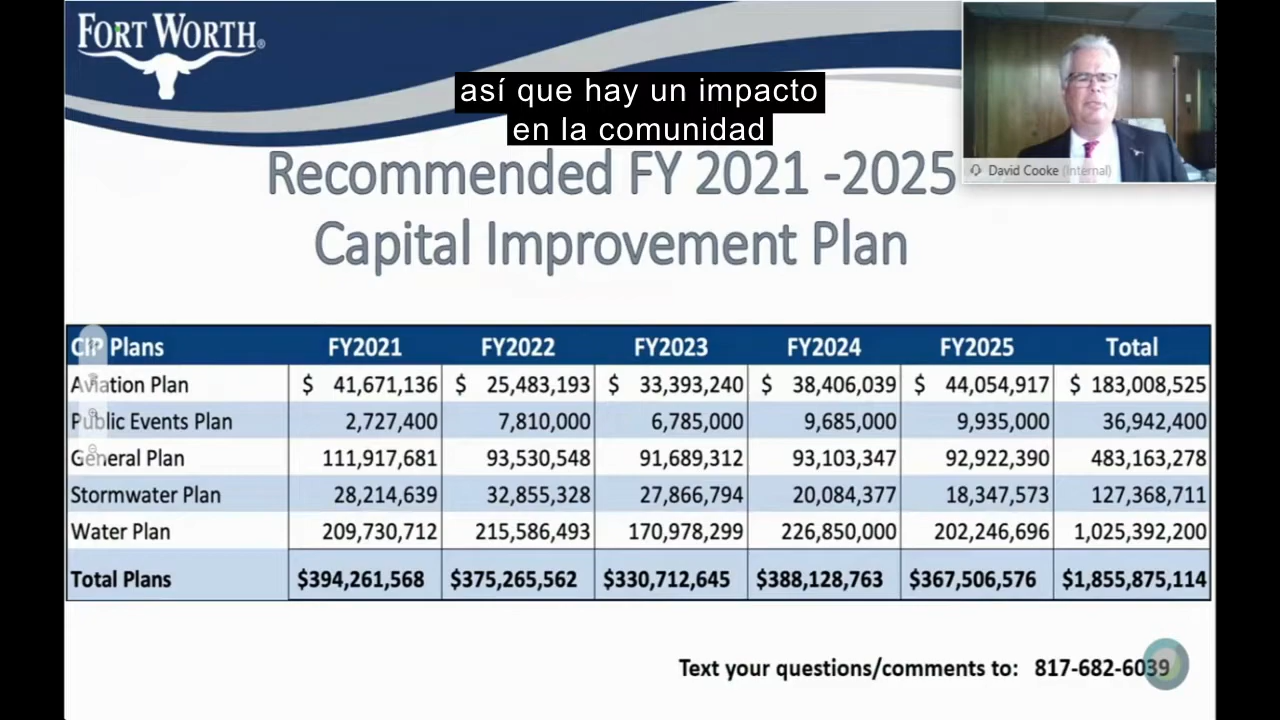 FORT WORTH®
así que hay un impacto
en la comunidad
David Cooke (Internal)
Recommended FY 2021 -2025
Capital Improvement Plan
CIP Plans FY2021 FY2022 FY2023 FY2024 FY2025 Total
Aviation Plan $ 41,671,136 $ 25,483,193 $ 33,393,240 $ 38,406,039 $ 44,054,917 $ 183,008,525
Public Events Plan 2,727,400 7,810,000 6,785,000 9,685,000 9,935,000 36,942,400
General Plan 111,917,681 93,530,548 91,689,312 93,103,347 92,922,390 483,163,278
Stormwater Plan 28,214,639 32,855,328 27,866,794 20,084,377 18,347,573 127,368,711
Water Plan 209,730,712 215,586,493 170,978,299 226,850,000 202,246,696 1,025,392,200
Total Plans $394,261,568 $375,265,562 $330,712,645 $388,128,763 $367,506,576 $1,855,875,114
Text your questions/comments to: 817-682-6039